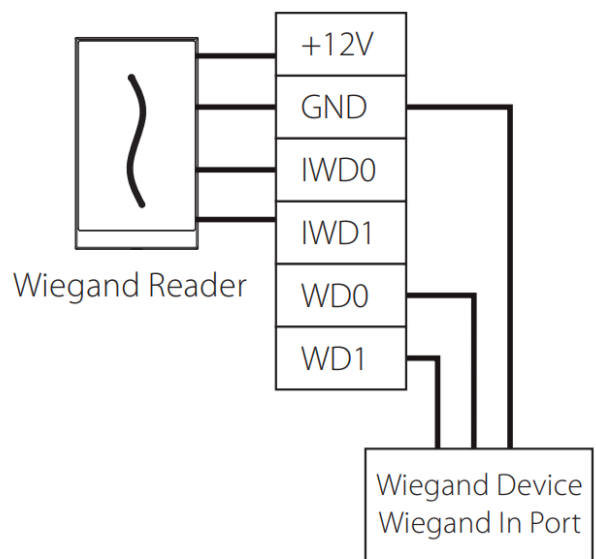 +12V
GND
IWD0
IWD1
Wiegand Reader
WD0
WD1
Wiegand Device
Wiegand In Port